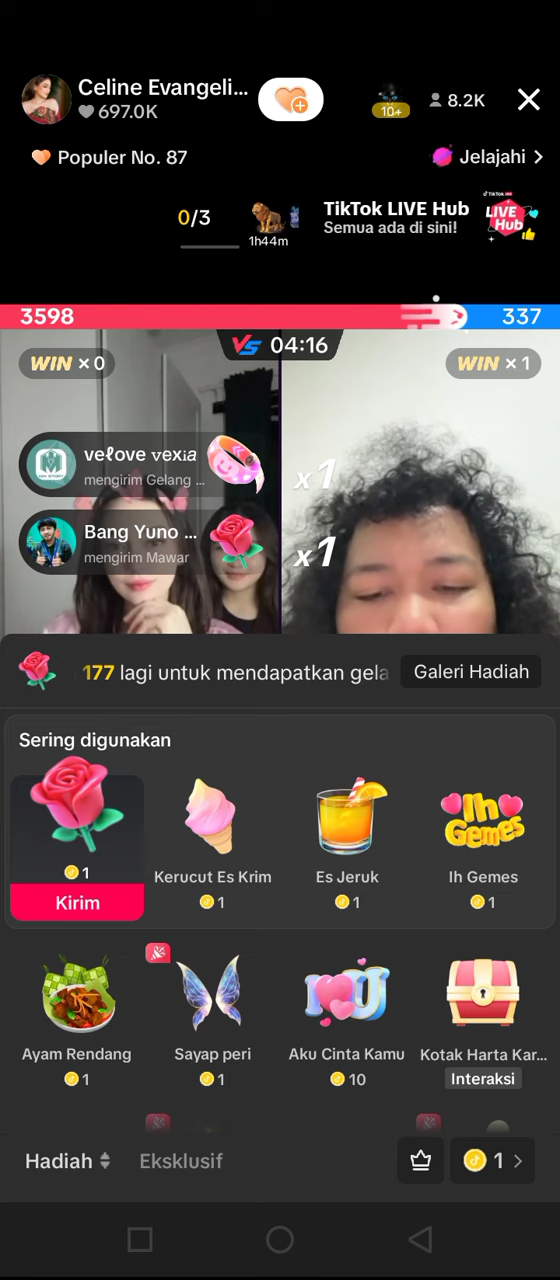 Celine Evangeli...
697.0K
10+
8.2K
Populer No. 87
Jelajahi
0/3
1h44m
TikTok LIVE Hub
Semua ada di sini!
TikTok LIVE
LIVE
Hub
3598
337
WIN × 0
VS 04:16
WIN × 1
veℓove vexıa
mengirim Gelang ...
x1
Bang Yuno ...
mengirim Mawar
x1
177 lagi untuk mendapatkan gela
Galeri Hadiah
Sering digunakan
1
Kirim
Kerucut Es Krim
1
Es Jeruk
1
Ih
Gemes
Ih Gemes
1
Ayam Rendang
1
Sayap peri
1
I U
Aku Cinta Kamu
10
Kotak Harta Kar...
Interaksi
Hadiah
Eksklusif
1